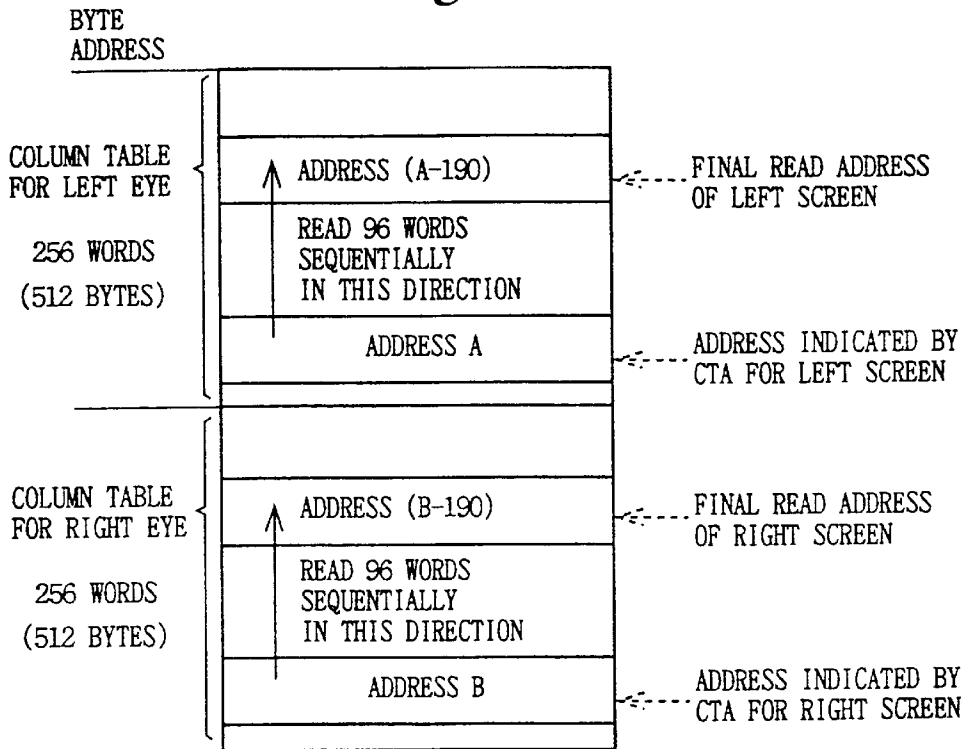 BYTE
ADDRESS
COLUMN TABLE
FOR LEFT EYE
256 WORDS
(512 BYTES)
ADDRESS (A-190)
READ 96 WORDS
SEQUENTIALLY
IN THIS DIRECTION
ADDRESS A
FINAL READ ADDRESS
OF LEFT SCREEN
ADDRESS INDICATED BY
CTA FOR LEFT SCREEN
COLUMN TABLE
FOR RIGHT EYE
256 WORDS
(512 BYTES)
ADDRESS (B-190)
READ 96 WORDS
SEQUENTIALLY
IN THIS DIRECTION
ADDRESS B
FINAL READ ADDRESS
OF RIGHT SCREEN
ADDRESS INDICATED BY
CTA FOR RIGHT SCREEN